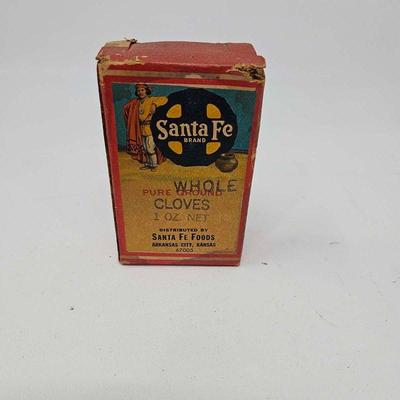 Santa Fe
BRAND
WHOLE
PURE GROUND
CLOVES
1 OZ. NET
DISTRIBUTED BY
SANTA FE FOODS
ARKANSAS CITY, KANSAS
67005